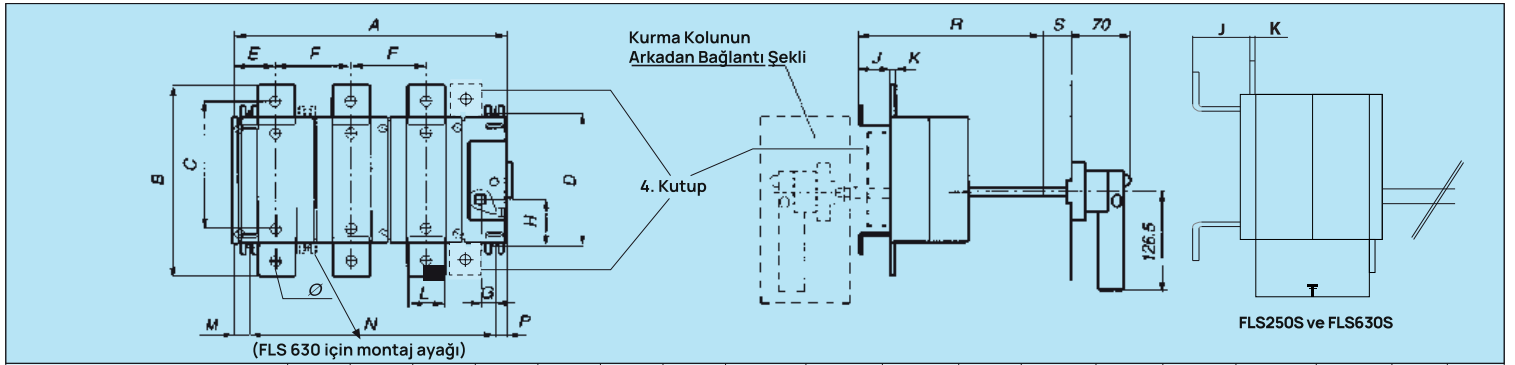 A
E F F
B
C
D
H
I
Ø
L
G
M
N
P
(FLS 630 için montaj ayağı)
Kurma Kolunun
Arkadan Bağlantı Şekli
4. Kutup
R S 70
J K
126.5
J K
T
FLS250S ve FLS630S